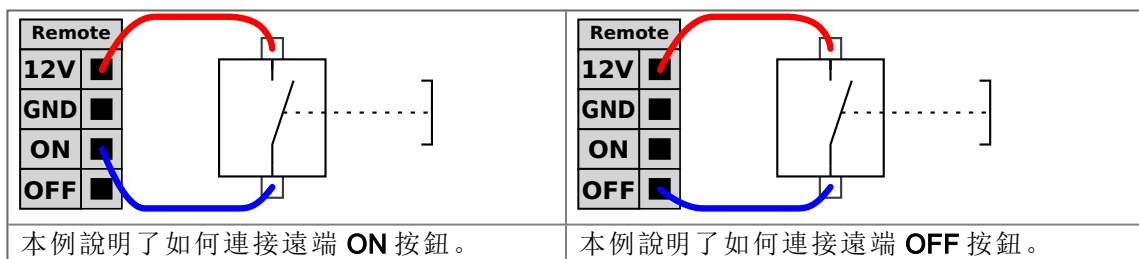 Remote
12V
GND
ON
OFF
本例說明了如何連接遠端 ON 按鈕。
Remote
12V
GND
ON
OFF
本例說明了如何連接遠端 OFF 按鈕。